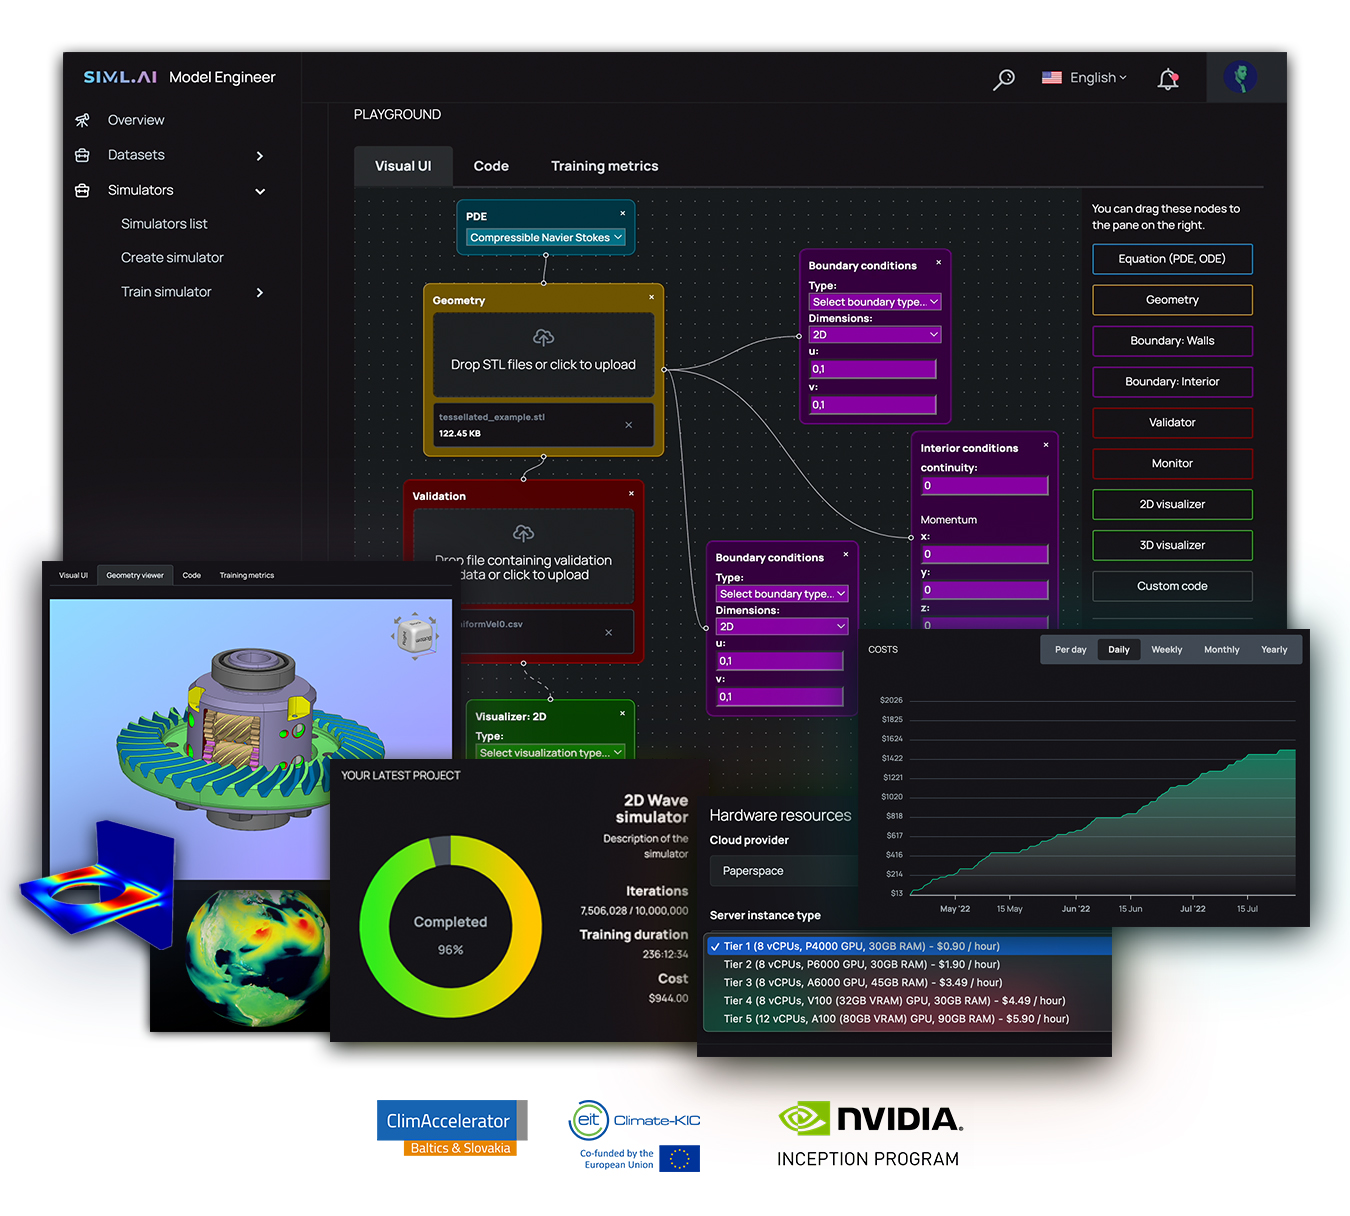 SIML.AI Model Engineer
English
Overview
Datasets
Simulators
Simulators list
Create simulator
Train simulator
PLAYGROUND
Visual UI
Code
Training metrics
PDE
Compressible Navier Stokes
Geometry
Drop STL files or click to upload
tessellated_example.stl
122.45 KB
Validation
Drop file containing validation
data or click to upload
iformVel0.csv
Visualizer: 2D
Type:
Select visualization type...
Boundary conditions
Type:
Select boundary type...
Dimensions:
2D
u:
0,1
v:
0,1
Interior conditions
continuity:
0
Momentum
x:
0
y:
0
z:
0
Boundary conditions
Type:
Select boundary type...
Dimensions:
2D
u:
0,1
v:
0,1
You can drag these nodes to
the pane on the right.
Equation (PDE, ODE)
Geometry
Boundary: Walls
Boundary: Interior
Validator
Monitor
2D visualizer
3D visualizer
Custom code
Visual UI
Geometry viewer
Code
Training metrics
YOUR LATEST PROJECT
Completed
96%
2D Wave
simulator
Description of the
simulator
Iterations
7,506,028 / 10,000,000
Training duration
236:12:34
Cost
$944.00
Hardware resources
Cloud provider
Paperspace
Server instance type
✓ Tier 1 (8 vCPUs, P4000 GPU, 30GB RAM) - $0.90 / hour)
Tier 2 (8 vCPUs, P6000 GPU, 30GB RAM) - $1.90 / hour)
Tier 3 (8 vCPUs, A6000 GPU, 45GB RAM) - $3.49 / hour)
Tier 4 (8 vCPUs, V100 (32GB VRAM) GPU, 30GB RAM) - $4.49 / hour)
Tier 5 (12 vCPUs, A100 (80GB VRAM) GPU, 90GB RAM) - $5.90 / hour)
COSTS
Per day
Daily
Weekly
Monthly
Yearly
$2026
$1825
$1624
$1422
$1221
$1020
$818
$617
$416
$214
$13
May '22
15 May
Jun '22
15 Jun
Jul '22
15 Jul
ClimAccelerator
Baltics & Slovakia
eit Climate-KIC
Co-funded by the
European Union
NVIDIA.
INCEPTION PROGRAM